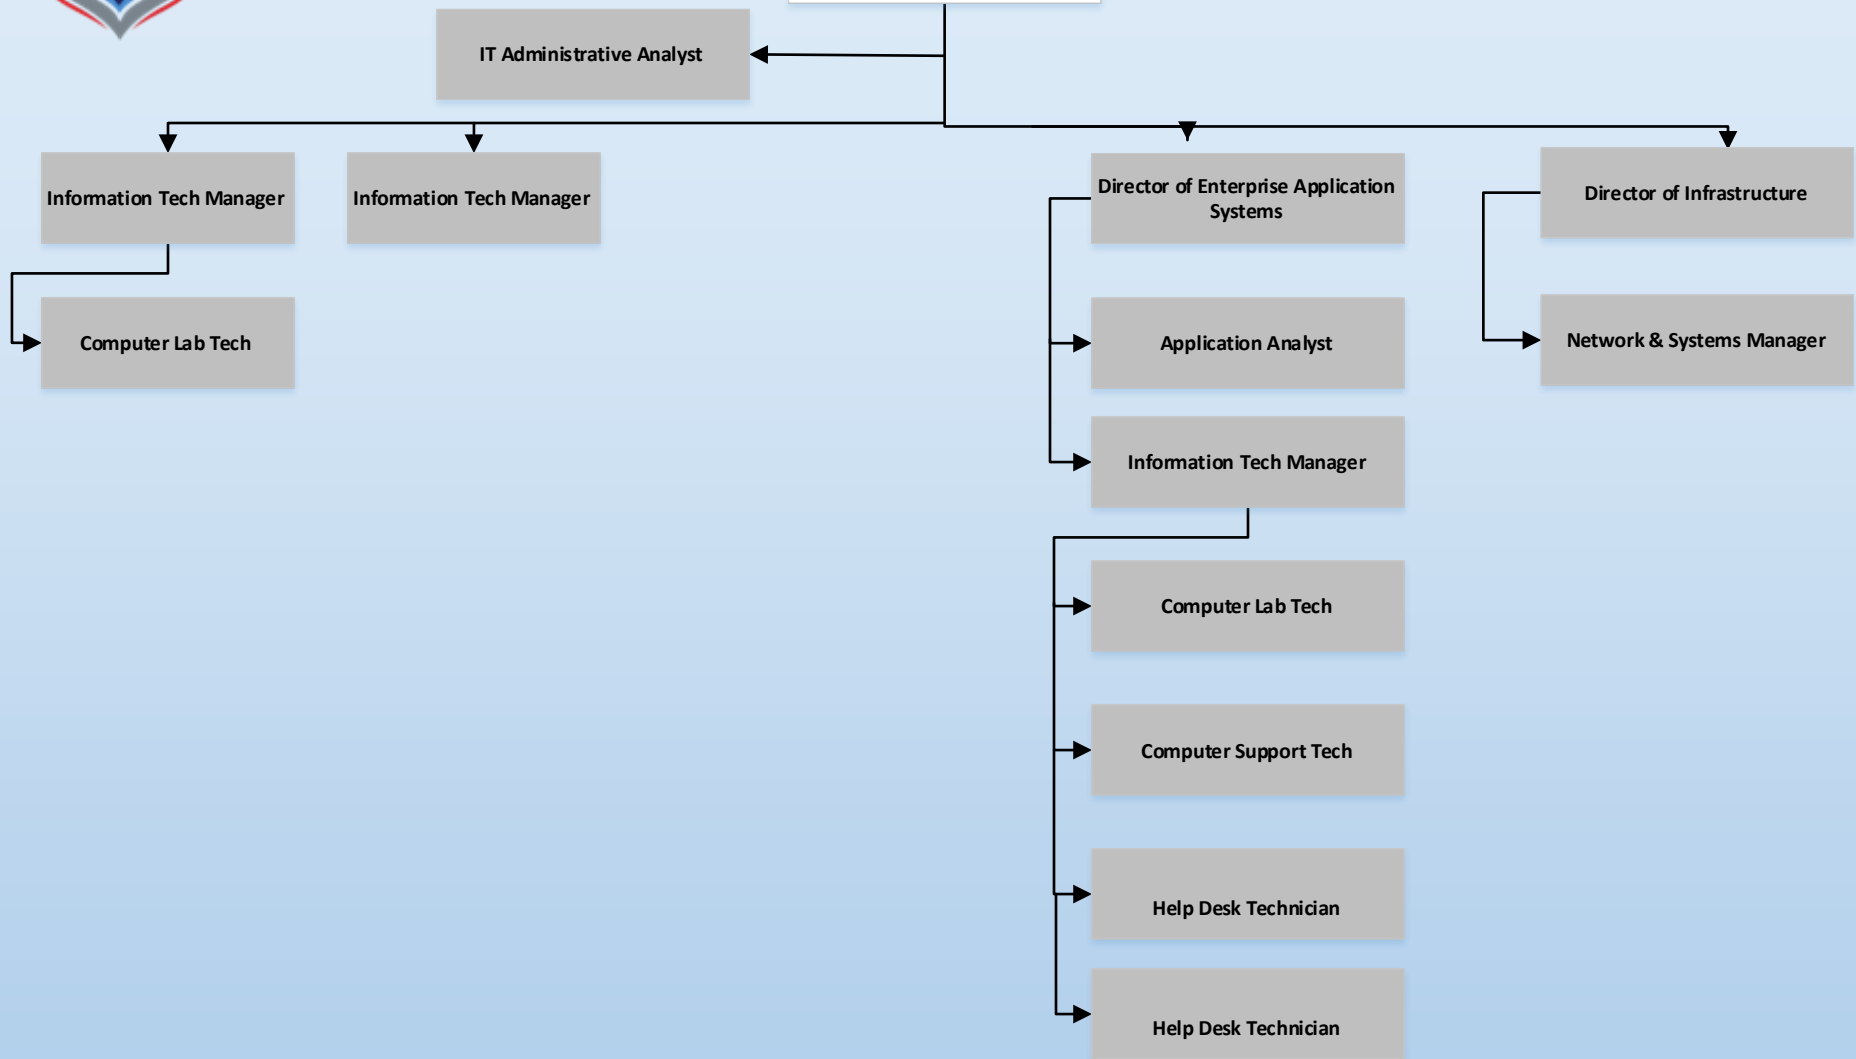 IT Administrative Analyst
Information Tech Manager
Information Tech Manager
Director of Enterprise Application
Systems
Director of Infrastructure
Computer Lab Tech
Application Analyst
Network & Systems Manager
Information Tech Manager
Computer Lab Tech
Computer Support Tech
Help Desk Technician
Help Desk Technician